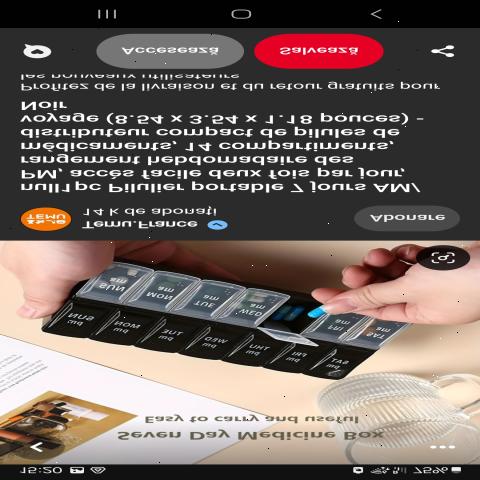 15:20
75%
Seven Day Medicine Box
Easy to carry and useful
SUN MON TUE WED THU FRI SAT
pm pm pm pm pm pm pm
SUN MON TUE WED FRI SAT
am am am am am am
TEMU
Temu.France
14 k de abonați
Abonare
null1pc Pilulier portable 7 jours AM/
PM, accès facile deux fois par jour,
rangement hebdomadaire des
médicaments, 14 compartiments,
distributeur compact de pilules de
voyage (8.54 x 3.54 x 1.18 pouces) -
Noir
Profitez de la livraison et du retour gratuits pour
les nouveaux utilisateurs
Accesează
Salvează